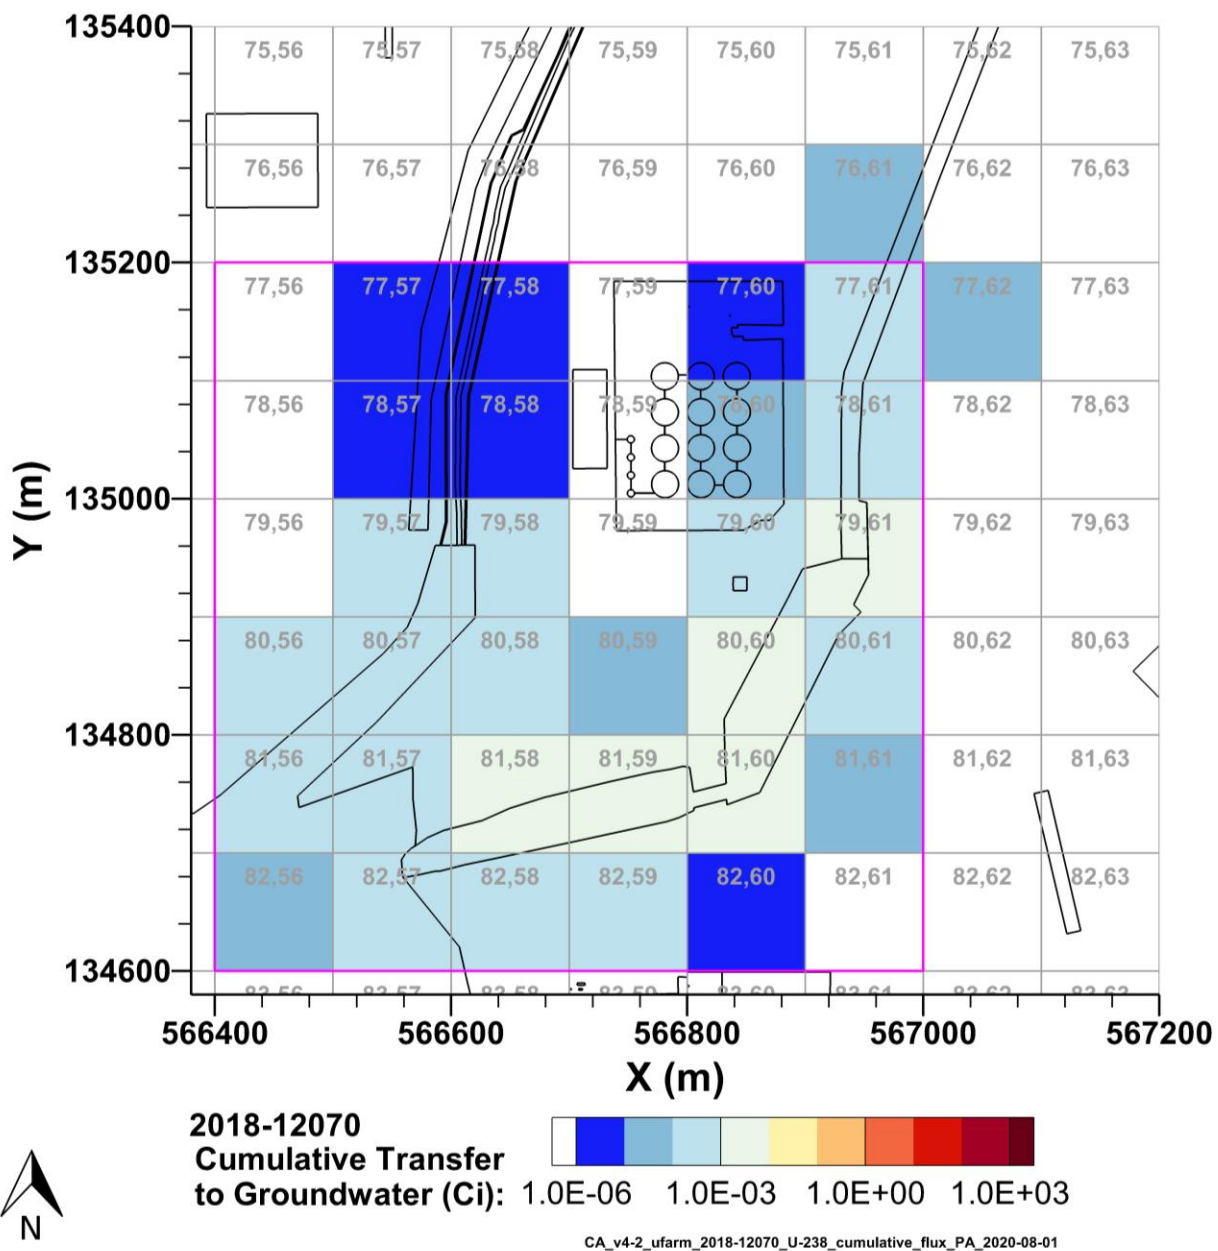 135400
75,56 75,57 75,58 75,59 75,60 75,61 75,62 75,63
76,56 76,57 76,58 76,59 76,60 76,61 76,62 76,63
135200
77,56 77,57 77,58 77,59 77,60 77,61 77,62 77,63
78,56 78,57 78,58 78,59 78,60 78,61 78,62 78,63
135000
79,56 79,57 79,58 79,59 79,60 79,61 79,62 79,63
Y (m)
80,56 80,57 80,58 80,59 80,60 80,61 80,62 80,63
134800
81,56 81,57 81,58 81,59 81,60 81,61 81,62 81,63
82,56 82,57 82,58 82,59 82,60 82,61 82,62 82,63
134600
566400 566600 566800 567000 567200
X (m)
2018-12070
Cumulative Transfer
to Groundwater (Ci): 1.0E-06 1.0E-03 1.0E+00 1.0E+03
N
CA_v4-2_ufarm_2018-12070_U-238_cumulative_flux_PA_2020-08-01